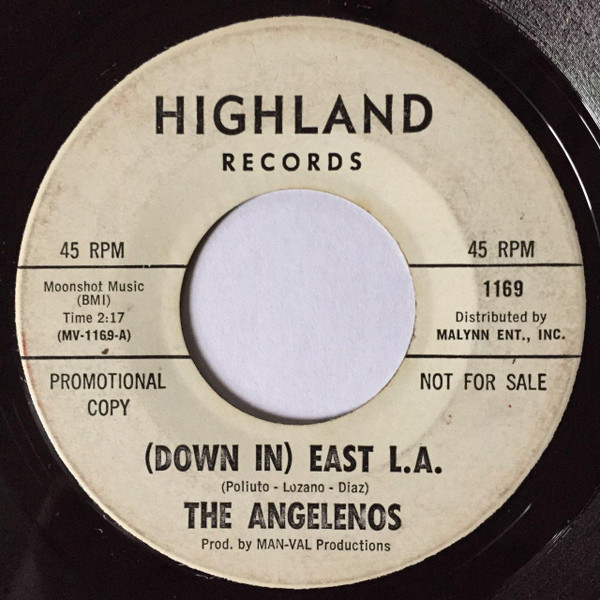 HIGHLAND
RECORDS
45 RPM
45 RPM
Moonshot Music
(BMI)
Time 2:17
(MV-1169-A)
1169
Distributed by
MALYNN ENT., INC.
PROMOTIONAL
COPY
NOT FOR SALE
(DOWN IN) EAST L.A.
(Poliuto - Lozano - Diaz)
THE ANGELENOS
Prod. by MAN-VAL Productions